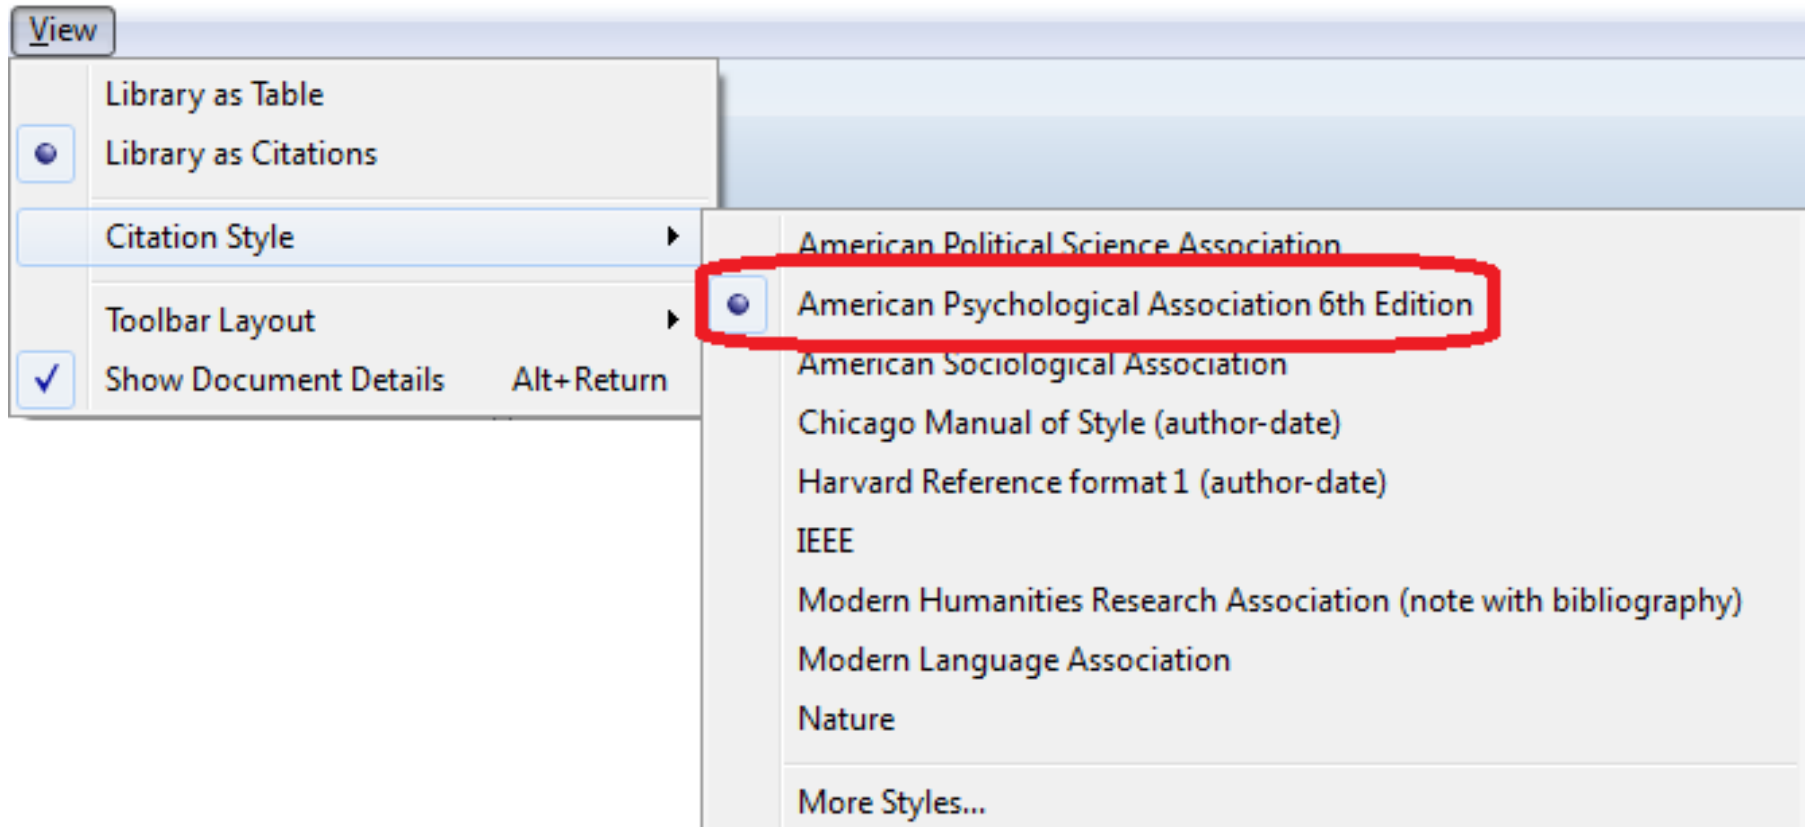 View
Library as Table
Library as Citations
Citation Style
Toolbar Layout
Show Document Details Alt+Return
American Political Science Association
American Psychological Association 6th Edition
American Sociological Association
Chicago Manual of Style (author-date)
Harvard Reference format 1 (author-date)
IEEE
Modern Humanities Research Association (note with bibliography)
Modern Language Association
Nature
More Styles...